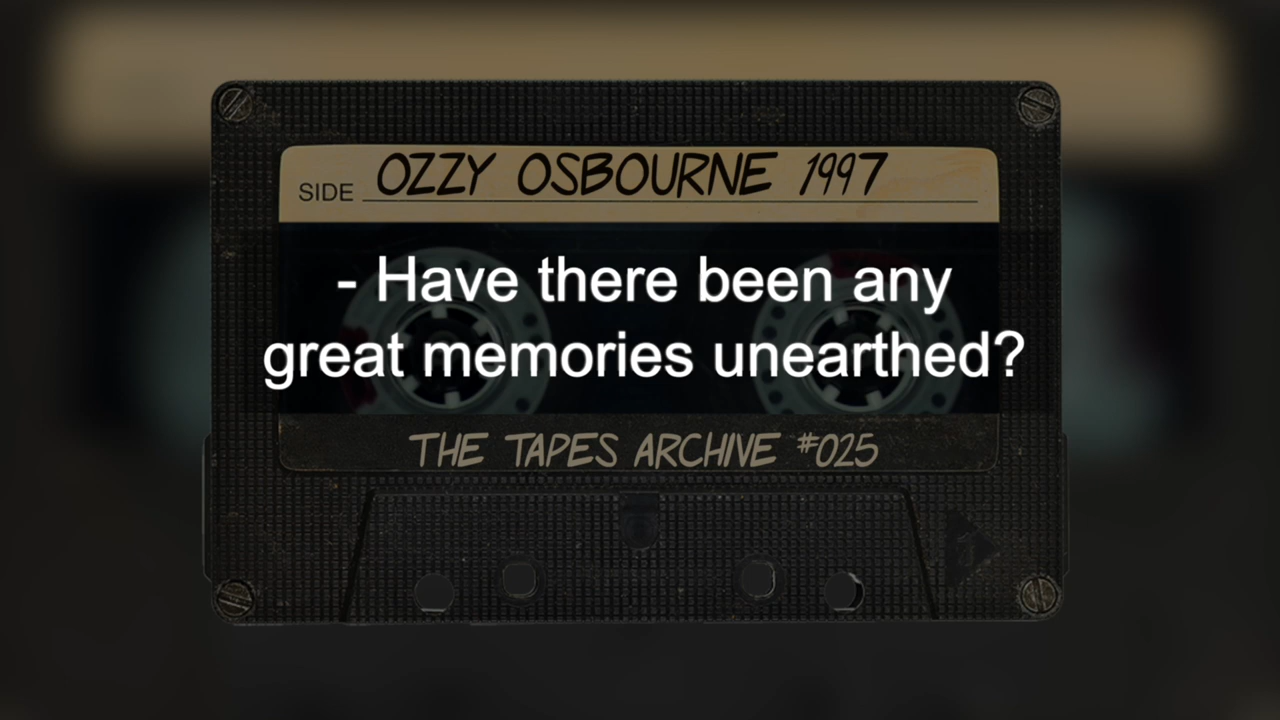 OZZY OSBOURNE 1997
SIDE
- Have there been any
great memories unearthed?
THE TAPES ARCHIVE #025